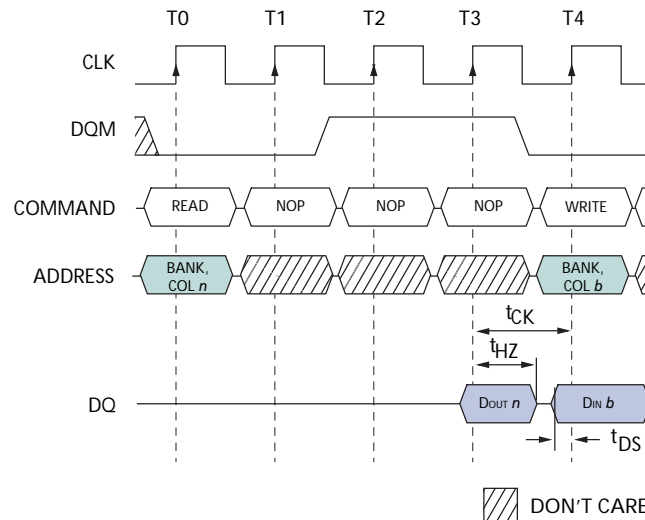 T0 T1 T2 T3 T4
CLK
DQM
COMMAND READ NOP NOP NOP WRITE
ADDRESS BANK, COL n BANK, COL b
tCK
tHZ
DQ DOUT n DIN b
tDS
DON'T CARE